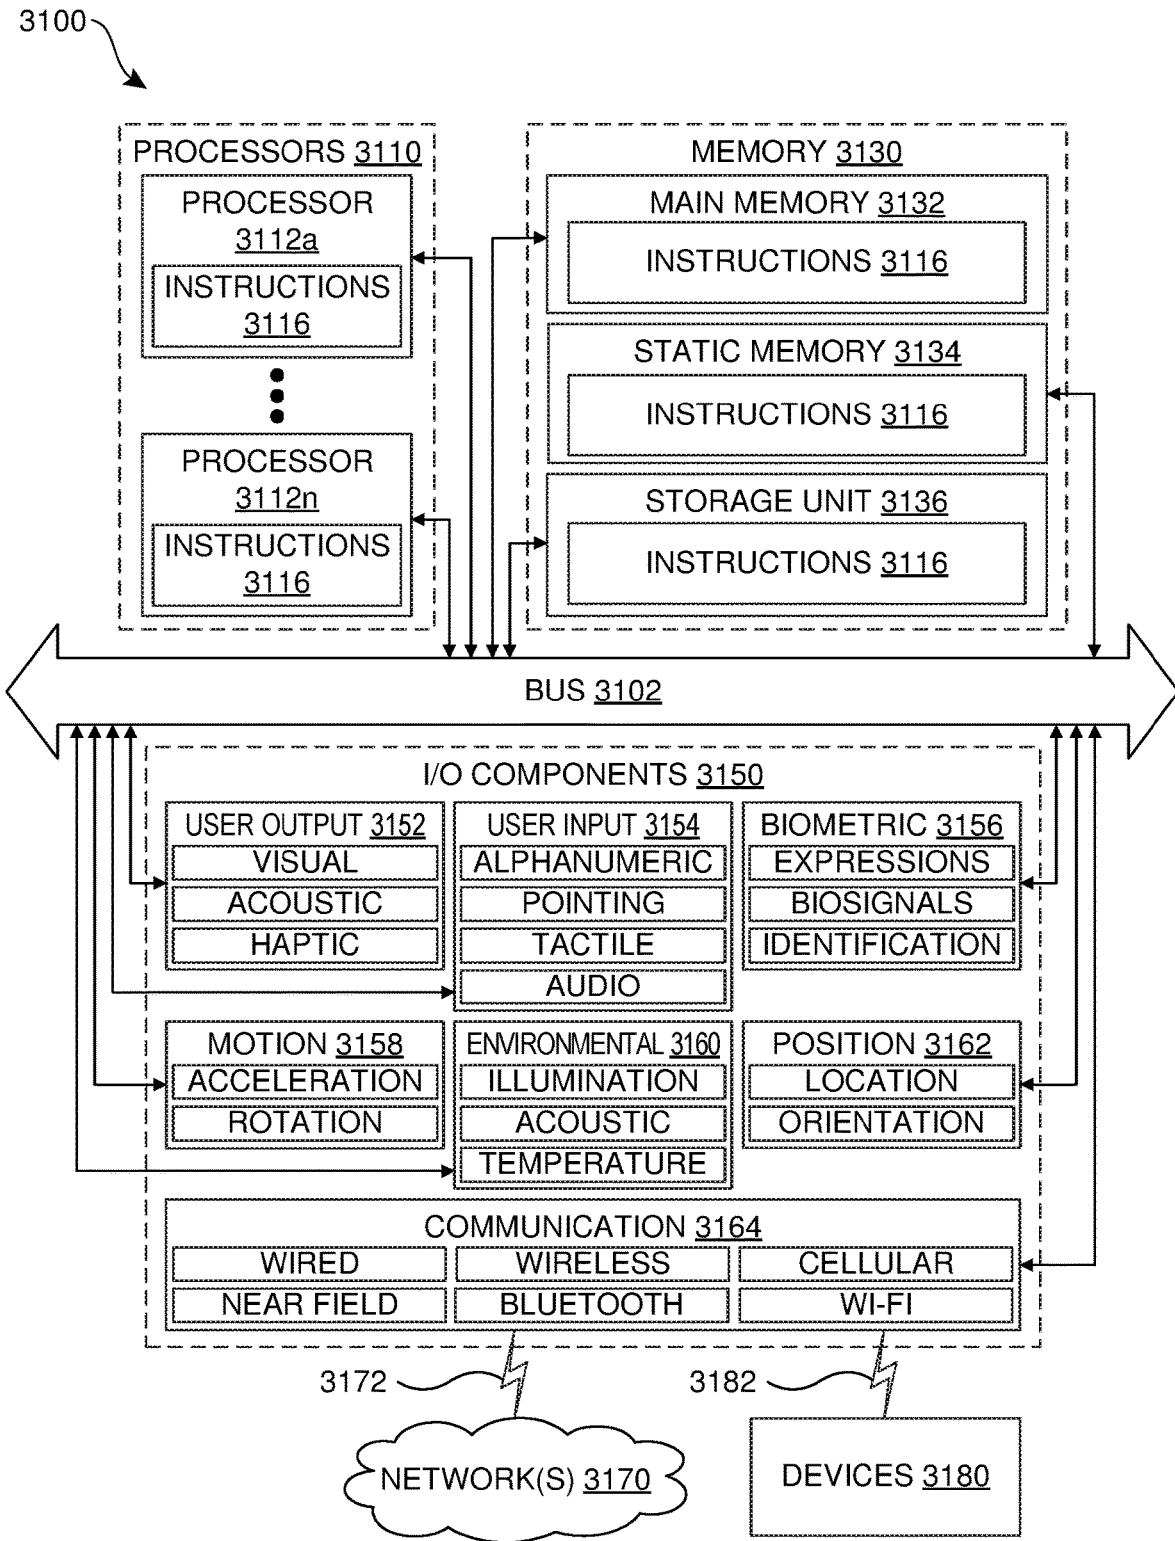 3100
PROCESSORS 3110
PROCESSOR
3112a
INSTRUCTIONS
3116
PROCESSOR
3112n
INSTRUCTIONS
3116
MEMORY 3130
MAIN MEMORY 3132
INSTRUCTIONS 3116
STATIC MEMORY 3134
INSTRUCTIONS 3116
STORAGE UNIT 3136
INSTRUCTIONS 3116
BUS 3102
I/O COMPONENTS 3150
USER OUTPUT 3152
VISUAL
ACOUSTIC
HAPTIC
USER INPUT 3154
ALPHANUMERIC
POINTING
TACTILE
AUDIO
BIOMETRIC 3156
EXPRESSIONS
BIOSIGNALS
IDENTIFICATION
MOTION 3158
ACCELERATION
ROTATION
ENVIRONMENTAL 3160
ILLUMINATION
ACOUSTIC
TEMPERATURE
POSITION 3162
LOCATION
ORIENTATION
COMMUNICATION 3164
WIRED
WIRELESS
CELLULAR
NEAR FIELD
BLUETOOTH
WI-FI
3172
3182
NETWORK(S) 3170
DEVICES 3180